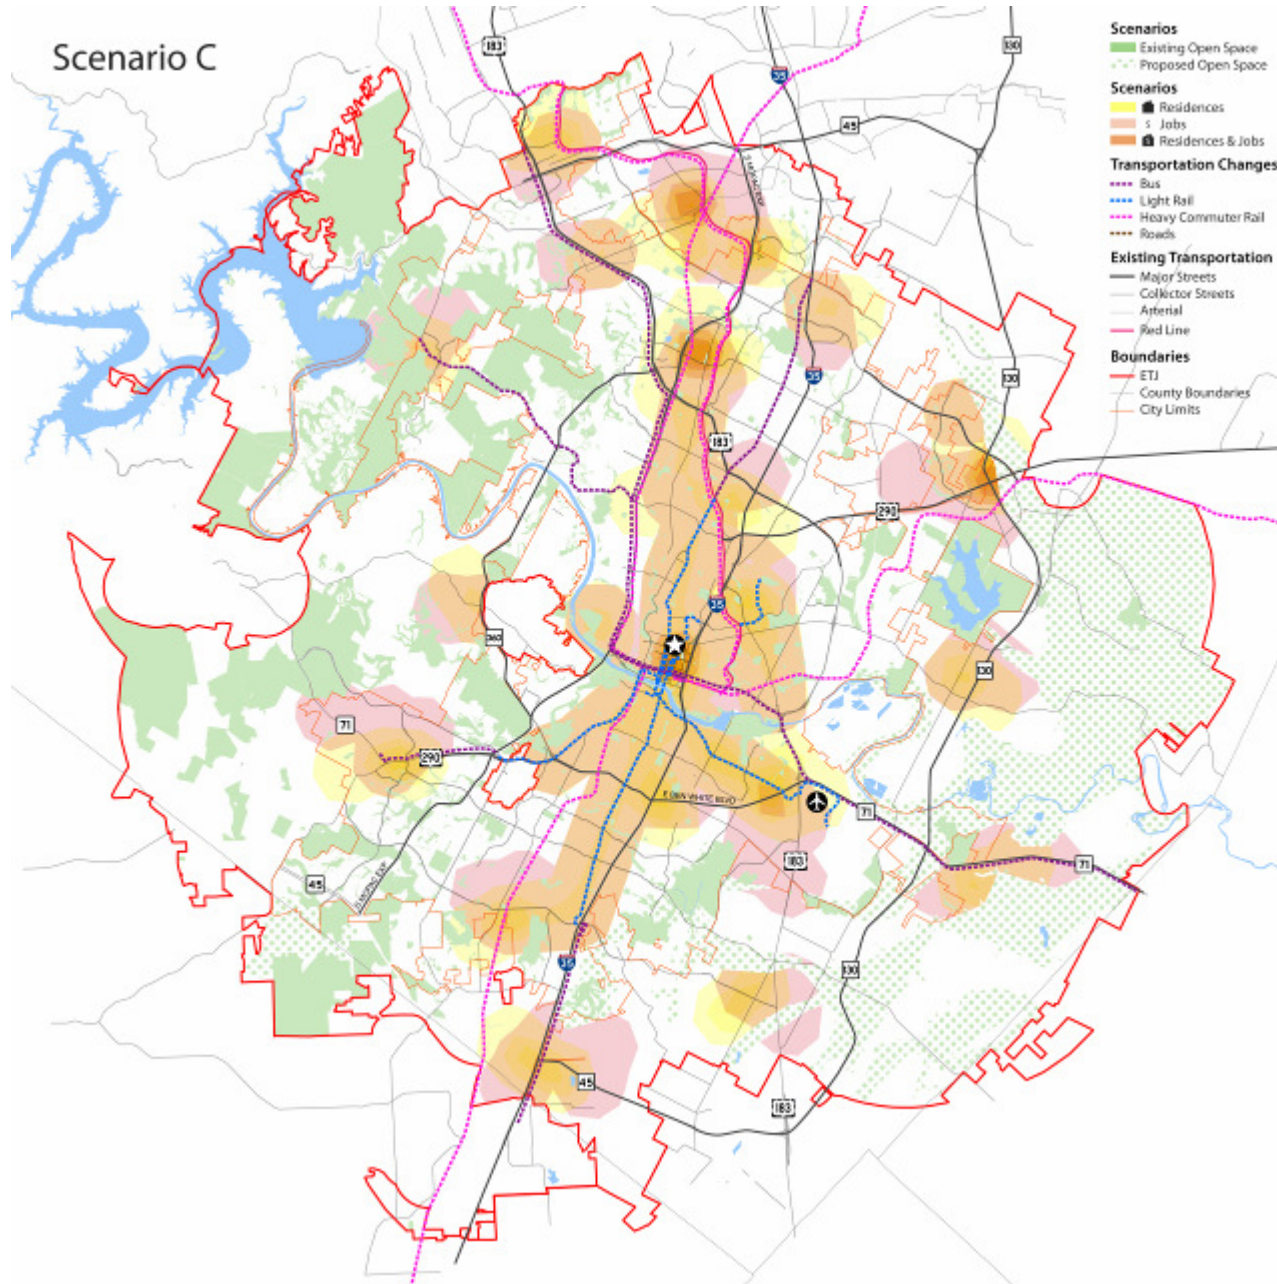 Scenario C
Scenarios
Existing Open Space
Proposed Open Space
Scenarios
Residences
$ Jobs
Residences & Jobs
Transportation Changes
Bus
Light Rail
Heavy Commuter Rail
Roads
Existing Transportation
Major Streets
Collector Streets
Arterial
Red Line
Boundaries
ETJ
County Boundaries
City Limits
183
35
130
45
35
130
183
290
35
360
130
71
290
E BEN WHITE BLVD
71
183
71
45
S MOPAC EXP
35
130
45
183